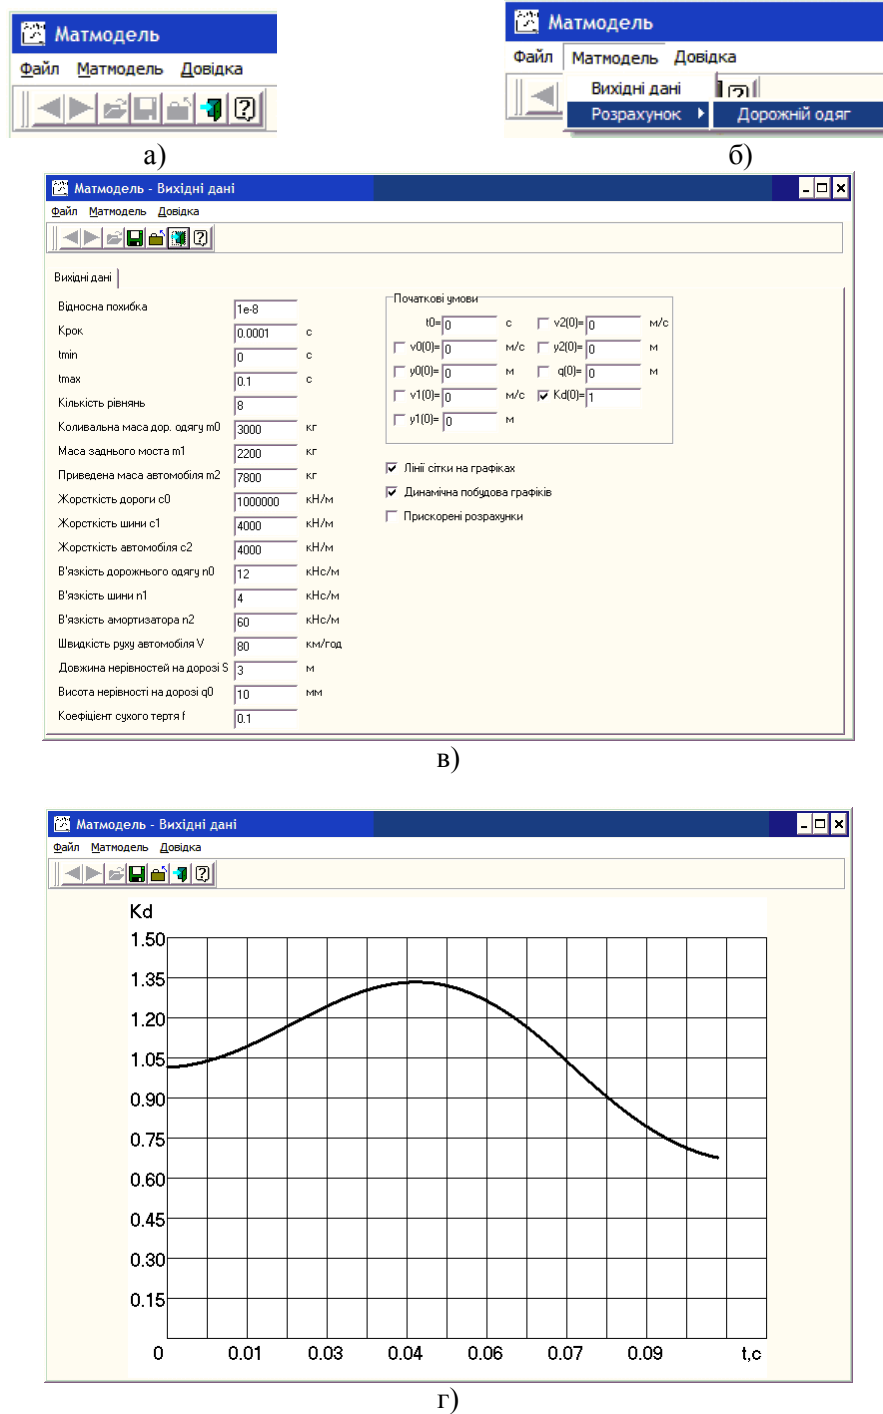 Матмодель
Файл Матмодель Довідка
а)
Матмодель
Файл Матмодель Довідка
Вихідні дані
Розрахунок Дорожній одяг
б)
Матмодель - Вихідні дані
Файл Матмодель Довідка
Вихідні дані
Відносна похибка 1e-8
Крок 0.0001 с
tmin 0 с
tmax 0.1 с
Кількість рівнянь 8
Коливальна маса дор. одягу m0 3000 кг
Маса заднього моста m1 2200 кг
Приведена маса автомобіля m2 7800 кг
Жорсткість дороги c0 1000000 кН/м
Жорсткість шини c1 4000 кН/м
Жорсткість автомобіля c2 4000 кН/м
В'язкість дорожнього одягу n0 12 кНс/м
В'язкість шини n1 4 кНс/м
В'язкість амортизатора n2 60 кНс/м
Швидкість руху автомобіля V 80 км/год
Довжина нерівностей на дорозі S 3 м
Висота нерівності на дорозі q0 10 мм
Коефіцієнт сухого тертя f 0.1
Початкові умови
t0= 0 с v2(0)= 0 м/с
v0(0)= 0 м/с y2(0)= 0 м
y0(0)= 0 м q(0)= 0 м
v1(0)= 0 м/с Kd(0)= 1
y1(0)= 0 м
Лінії сітки на графіках
Динамічна побудова графіків
Прискорені розрахунки
в)
Матмодель - Вихідні дані
Файл Матмодель Довідка
Kd
1.50
1.35
1.20
1.05
0.90
0.75
0.60
0.45
0.30
0.15
0 0.01 0.03 0.04 0.06 0.07 0.09 t,c
г)